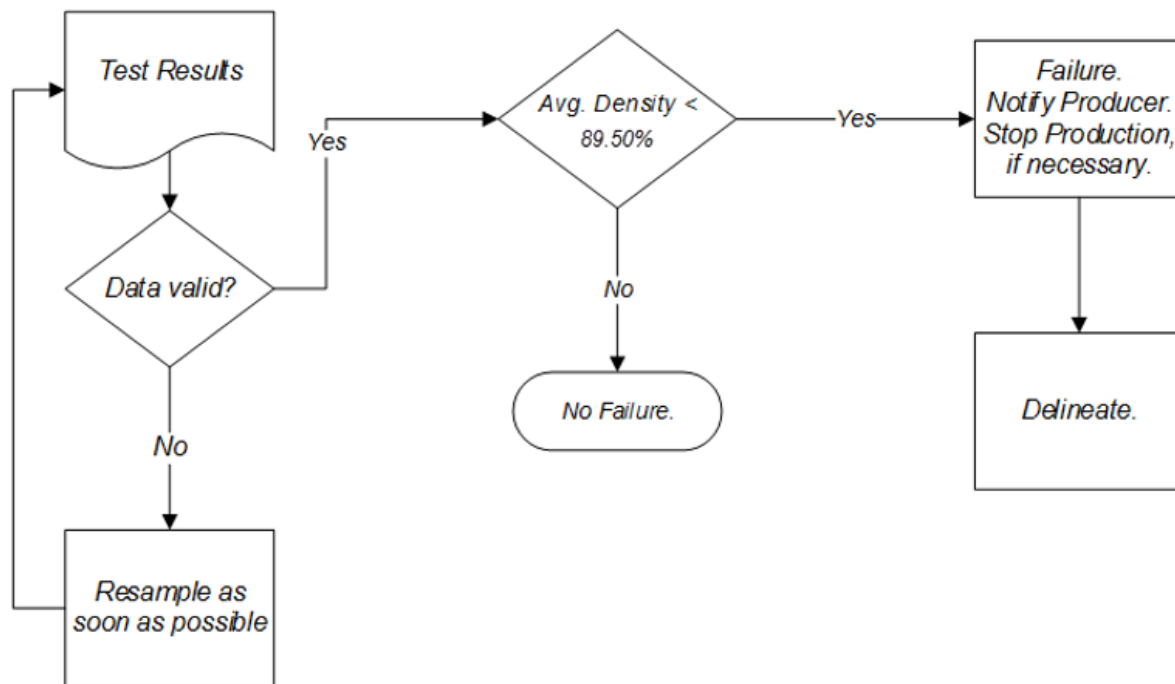 Test Results
Data valid?
Yes
No
Resample as
soon as possible
Avg. Density <
89.50%
Yes
No
No Failure.
Failure.
Notify Producer.
Stop Production,
if necessary.
Delineate.